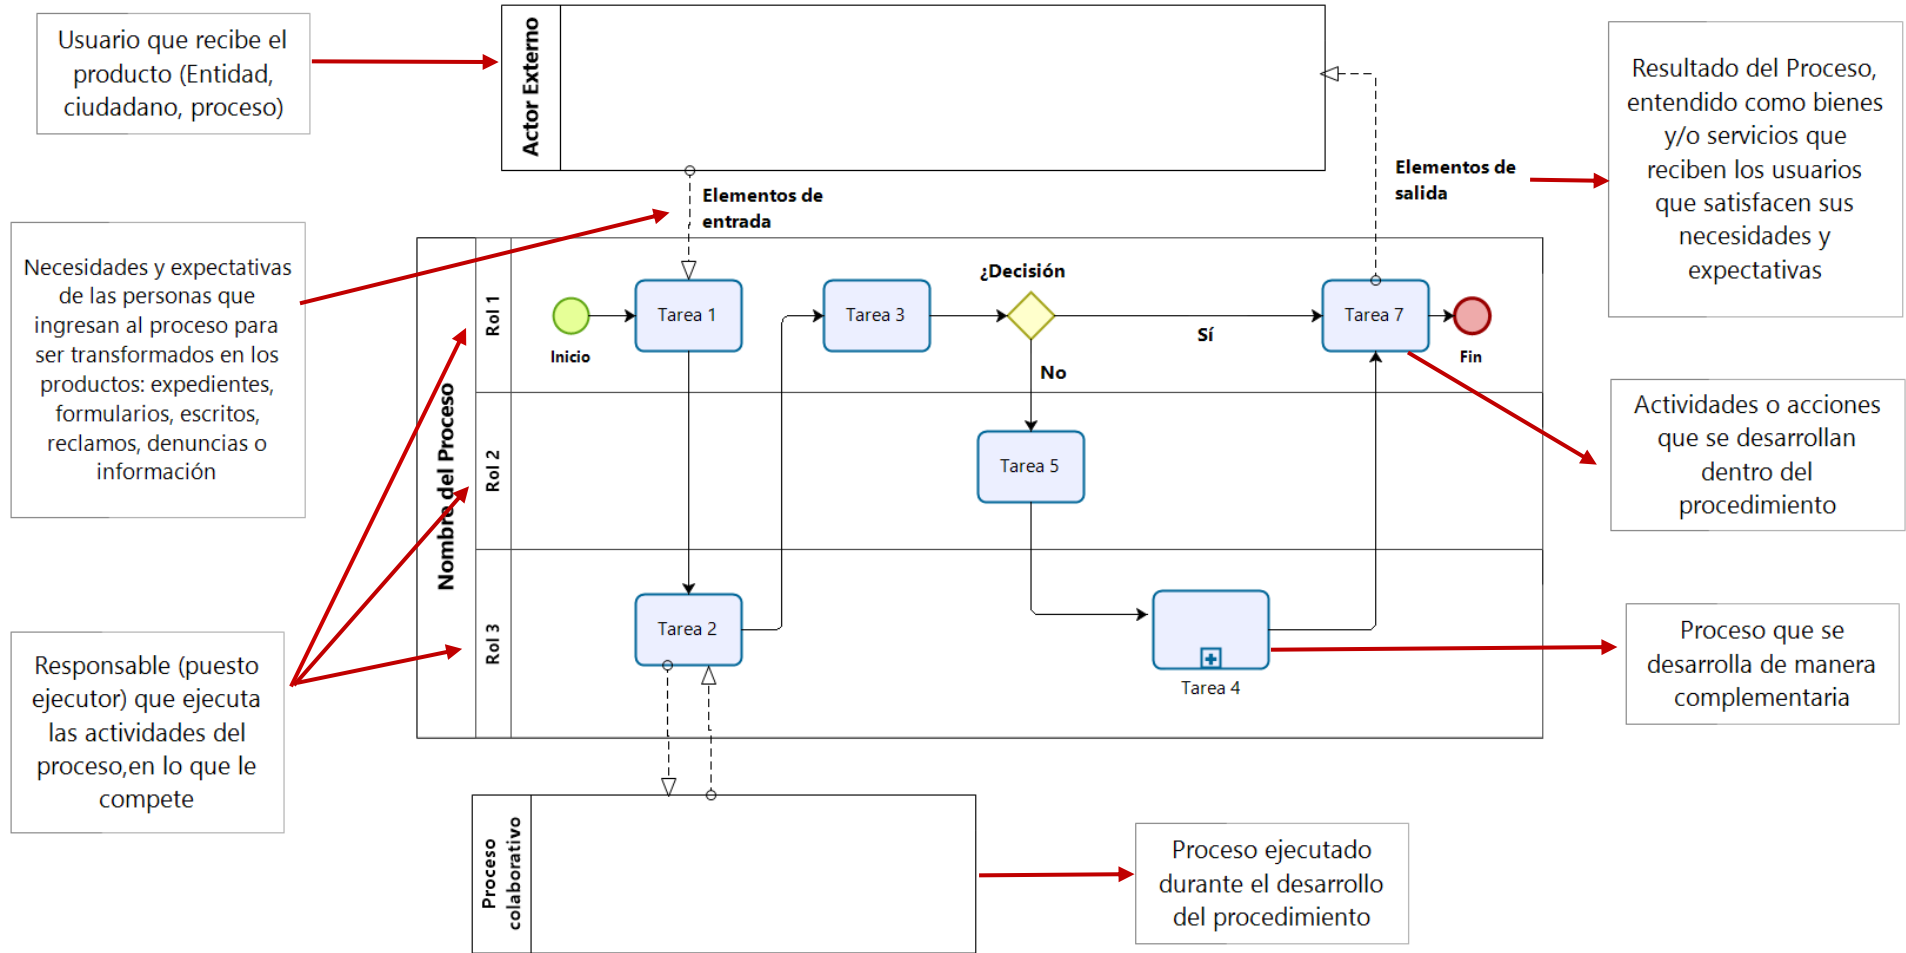 Usuario que recibe el
producto (Entidad,
ciudadano, proceso)
Actor Externo
Resultado del Proceso,
entendido como bienes
y/o servicios que
reciben los usuarios
que satisfacen sus
necesidades y
expectativas
Elementos de
entrada
Elementos de
salida
Necesidades y expectativas
de las personas que
ingresan al proceso para
ser transformados en los
productos: expedientes,
formularios, escritos,
reclamos, denuncias o
información
Nombre del Proceso
Rol 1
Inicio
Tarea 1
Tarea 3
¿Decisión
Sí
No
Tarea 7
Fin
Actividades o acciones
que se desarrollan
dentro del
procedimiento
Rol 2
Tarea 5
Rol 3
Tarea 2
Tarea 4
Proceso que se
desarrolla de manera
complementaria
Responsable (puesto
ejecutor) que ejecuta
las actividades del
proceso,en lo que le
compete
Proceso
colaborativo
Proceso ejecutado
durante el desarrollo
del procedimiento